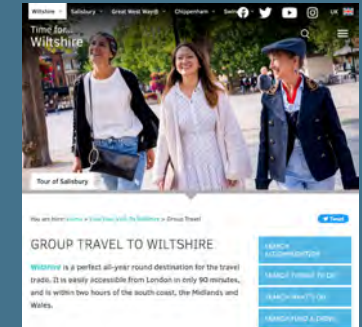 Wiltshire Salisbury Great West Way® Chippenham UK
Time for...
Wiltshire
Tour of Salisbury
You are here: > Group Travel
Tweet
GROUP TRAVEL TO WILTSHIRE
SEARCH
ACCOMMODATION
Wiltshire is a perfect all-year round destination for the travel
trade. It is easily accessible from London in only 90 minutes,
and is within two hours of the south coast, the Midlands and
Wales.
SEARCH THINGS TO DO
SEARCH WHAT'S ON
SEARCH FOOD & DRINK